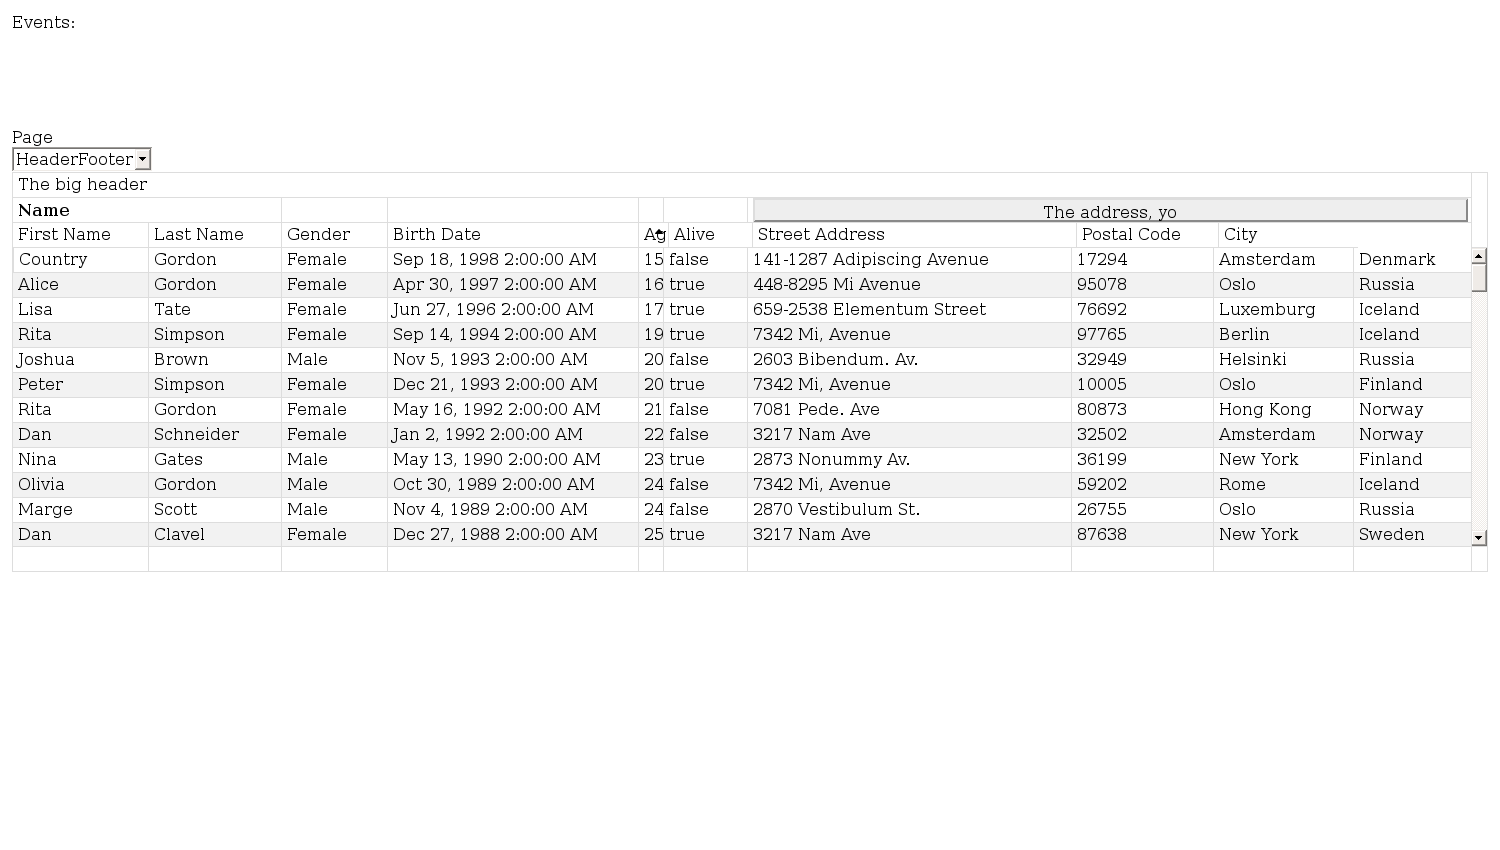 Events:
Page
HeaderFooter
The big header
Name The address, yo
First Name Last Name Gender Birth Date Ag Alive Street Address Postal Code City
Country Gordon Female Sep 18, 1998 2:00:00 AM 15 false 141-1287 Adipiscing Avenue 17294 Amsterdam Denmark
Alice Gordon Female Apr 30, 1997 2:00:00 AM 16 true 448-8295 Mi Avenue 95078 Oslo Russia
Lisa Tate Female Jun 27, 1996 2:00:00 AM 17 true 659-2538 Elementum Street 76692 Luxemburg Iceland
Rita Simpson Female Sep 14, 1994 2:00:00 AM 19 true 7342 Mi, Avenue 97765 Berlin Iceland
Joshua Brown Male Nov 5, 1993 2:00:00 AM 20 false 2603 Bibendum. Av. 32949 Helsinki Russia
Peter Simpson Female Dec 21, 1993 2:00:00 AM 20 true 7342 Mi, Avenue 10005 Oslo Finland
Rita Gordon Female May 16, 1992 2:00:00 AM 21 false 7081 Pede. Ave 80873 Hong Kong Norway
Dan Schneider Female Jan 2, 1992 2:00:00 AM 22 false 3217 Nam Ave 32502 Amsterdam Norway
Nina Gates Male May 13, 1990 2:00:00 AM 23 true 2873 Nonummy Av. 36199 New York Finland
Olivia Gordon Male Oct 30, 1989 2:00:00 AM 24 false 7342 Mi, Avenue 59202 Rome Iceland
Marge Scott Male Nov 4, 1989 2:00:00 AM 24 false 2870 Vestibulum St. 26755 Oslo Russia
Dan Clavel Female Dec 27, 1988 2:00:00 AM 25 true 3217 Nam Ave 87638 New York Sweden